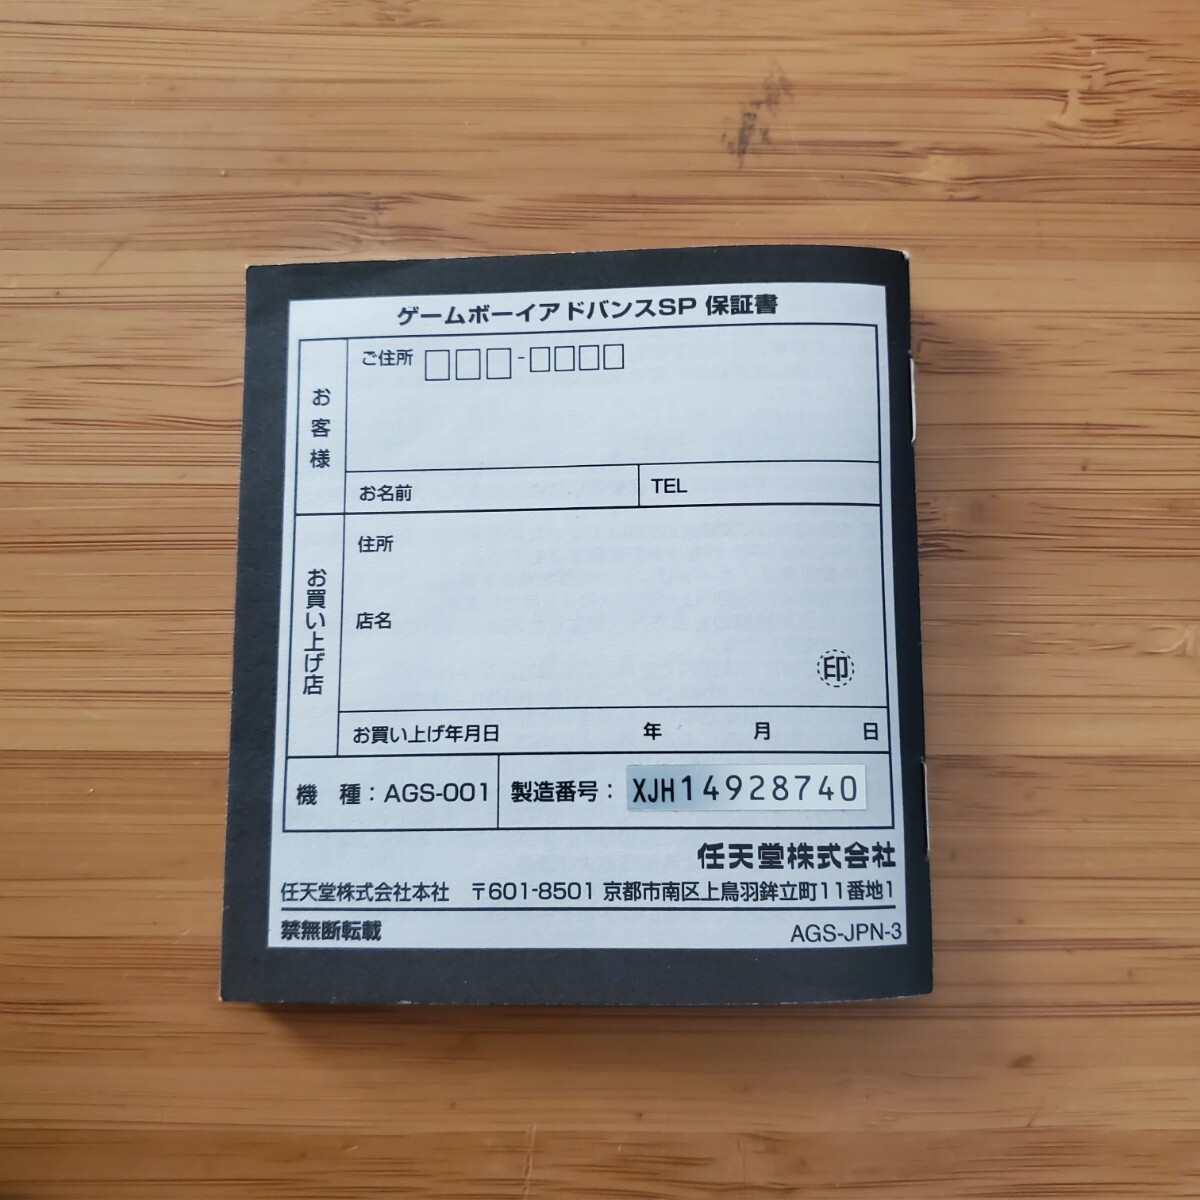 ゲームボーイアドバンスSP 保証書
お客様
ご住所 □□□-□□□□
お名前
TEL
お買い上げ店
住所
店名
印
お買い上げ年月日 年 月 日
機 種：AGS-001
製造番号：XJH14928740
任天堂株式会社
任天堂株式会社本社 〒601-8501 京都市南区上鳥羽鉾立町11番地1
禁無断転載
AGS-JPN-3